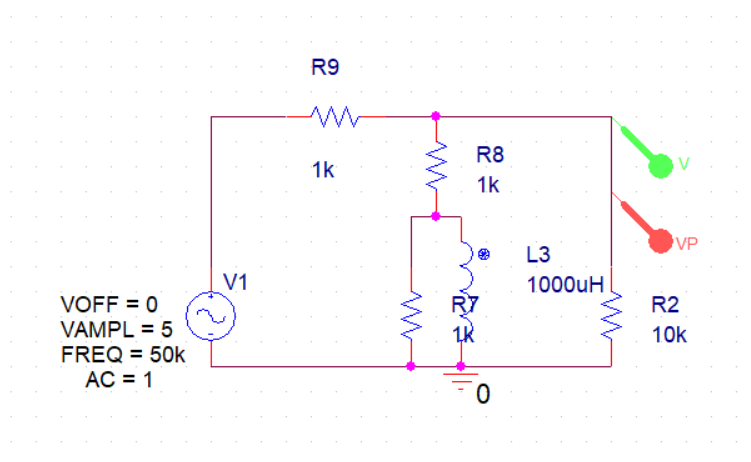 R9
1k
R8
1k
V
VP
L3
1000uH
V1
VOFF = 0
VAMPL = 5
FREQ = 50k
AC = 1
R7
1k
R2
10k
0